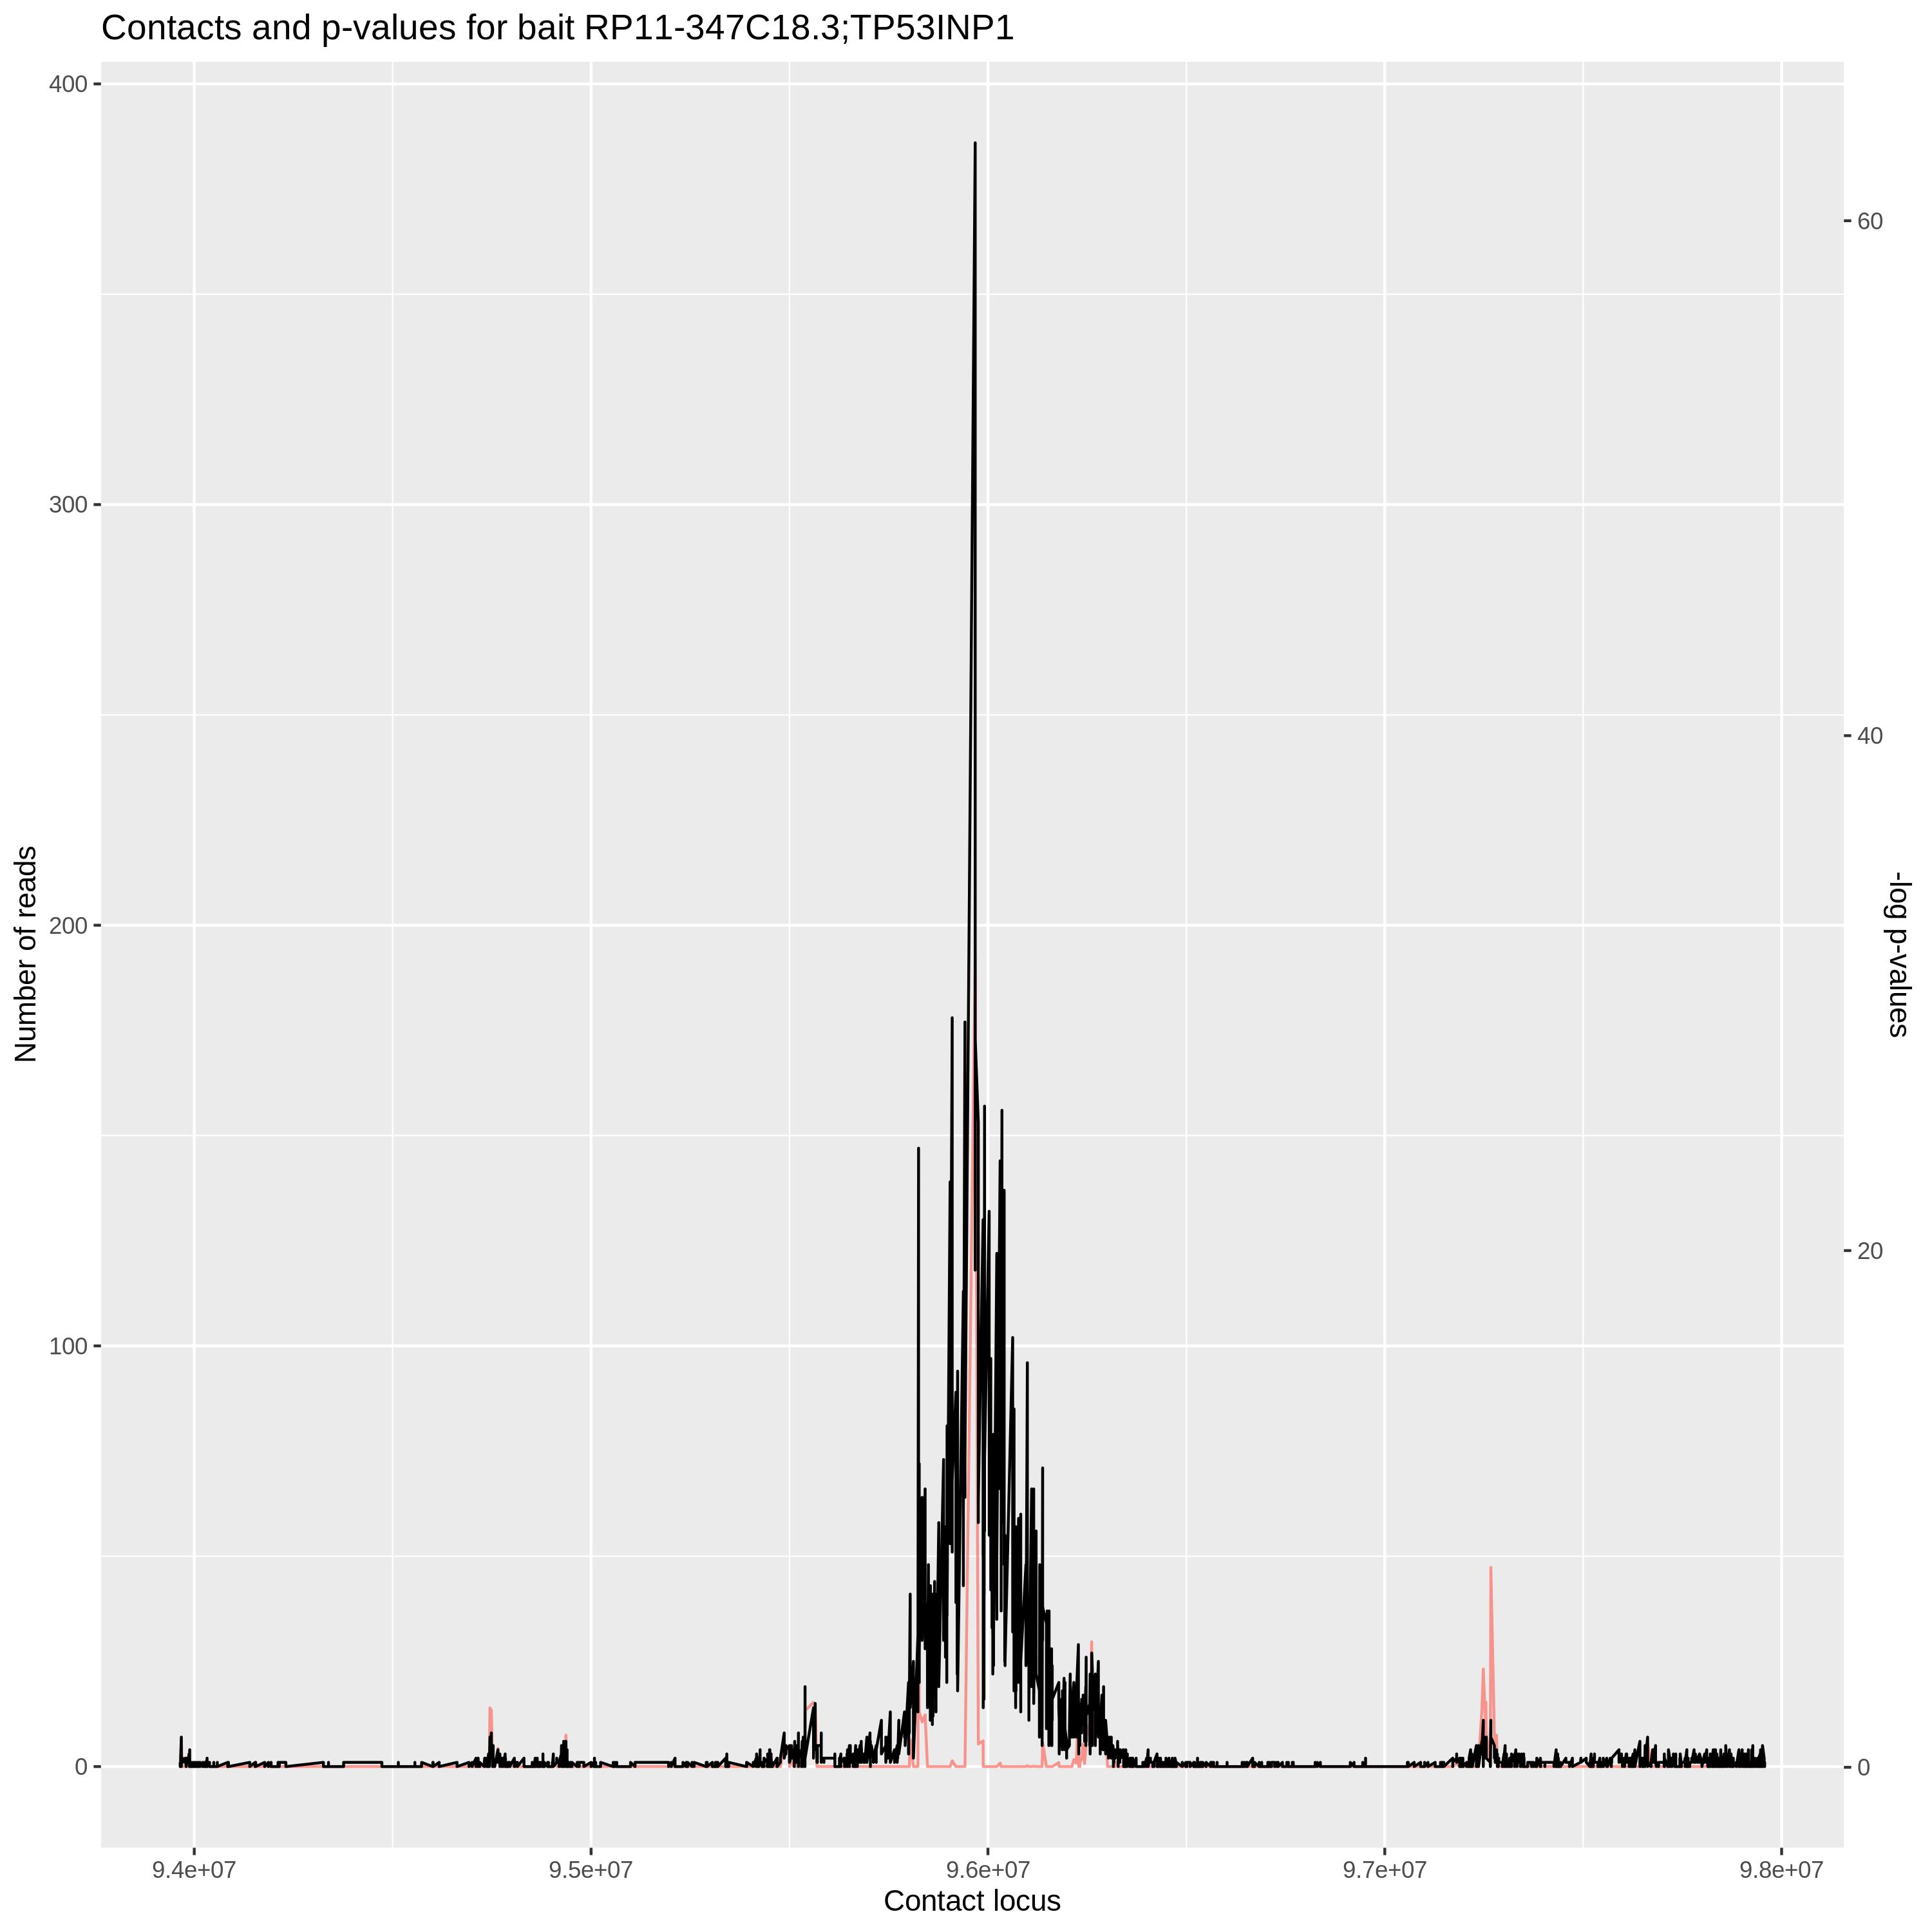 Contacts and p-values for bait RP11-347C18.3;TP53INP1
400
300
200
100
0
Number of reads
60
40
20
0
-log p-values
9.4e+07
9.5e+07
9.6e+07
9.7e+07
9.8e+07
Contact locus